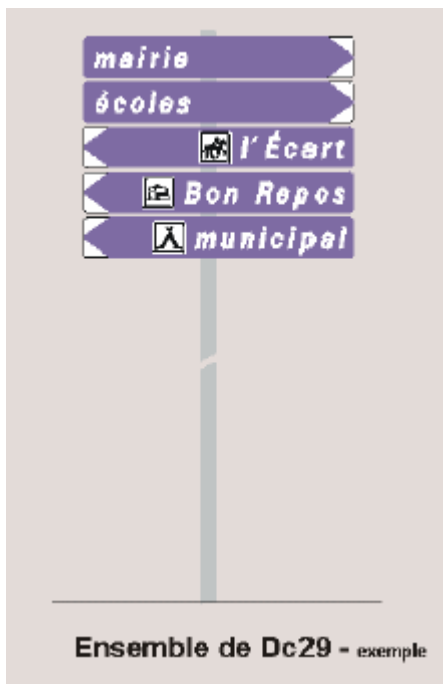 mairie
écoles
l'Écart
Bon Repos
municipal
Ensemble de Dc29 - exemple